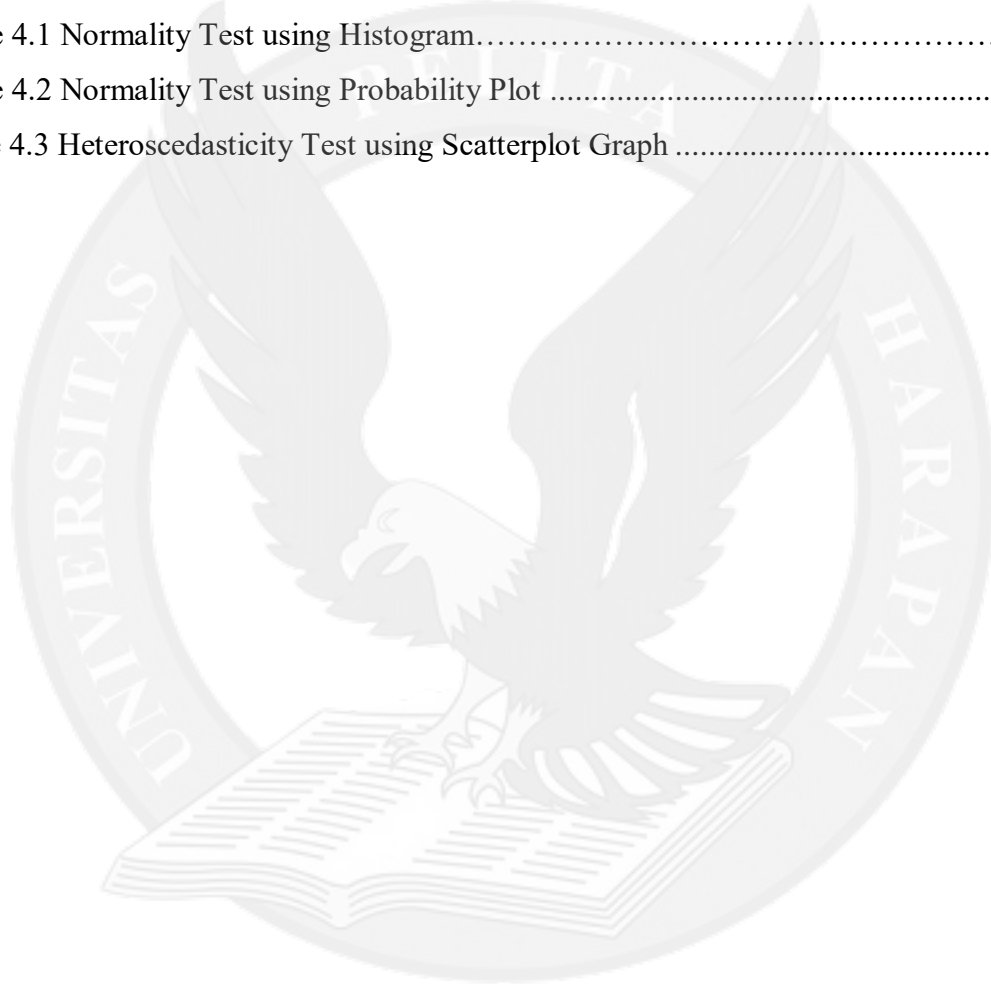 e 4.1 Normality Test using Histogram……………………………………………
e 4.2 Normality Test using Probability Plot ......................................................
e 4.3 Heteroscedasticity Test using Scatterplot Graph .......................................
UNIVERSITAS PELITA HARAPAN